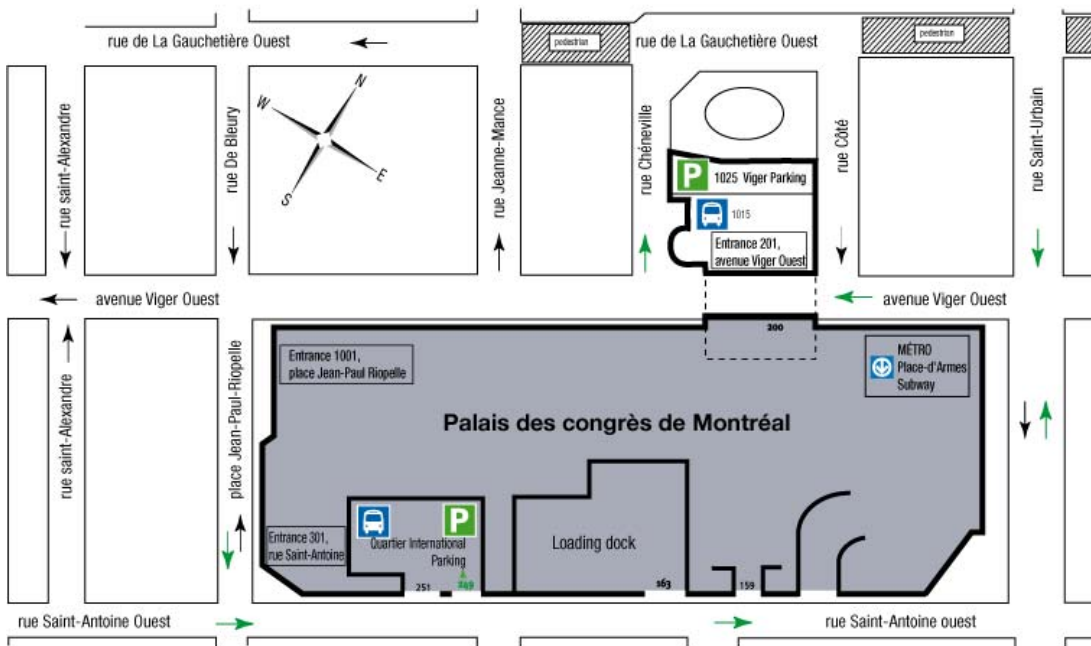 rue de La Gauchetière Ouest
pedestrian
rue de La Gauchetière Ouest
pedestrian
rue saint-Alexandre
rue De Bleury
N
W
E
S
rue JearDne-Mance
rue Chéneville
rue Côté
rue Saint-Urbain
P
1025 Viger Parking
1015
Entrance 201,
avenue Viger Ouest
avenue Viger Ouest
avenue Viger Ouest
200
Entrance 1001,
place Jean-Paul Riopelle
MÉTRO
Place-d'Armes
Subway
rue saint-Alexandre
place Jean-Paul-Riopelle
Palais des congrès de Montréal
P
Entrance 301,
rue Saint-Antoine
Quartier International
Parking
Loading dock
251
249
163
159
rue Saint-Antoine Ouest
rue Saint-Antoine ouest